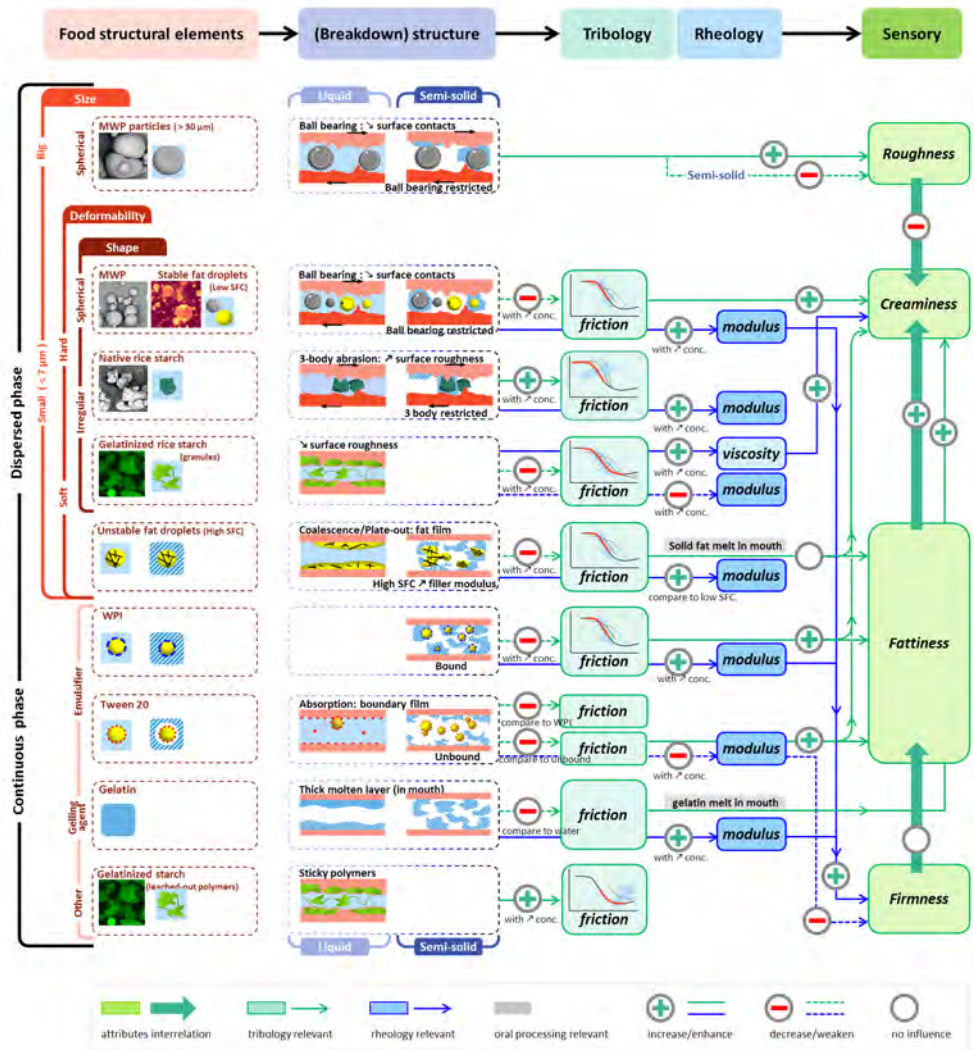 Food structural elements
(Breakdown) structure
Tribology
Rheology
Sensory
Size
Liquid
Semi-solid
Dispersed phase
Big
Spherical
MWP particles (> 30 µm)
Ball bearing : ↘ surface contacts
Ball bearing restricted
Semi-solid
Roughness
Small (< 7 µm)
Deformability
Shape
Hard
Spherical
MWP
Stable fat droplets
(Low SFC)
Ball bearing: ↘ surface contacts
Ball bearing restricted
with ↗ conc.
friction
with ↗ conc.
modulus
Creaminess
Irregular
Native rice starch
3-body abrasion: ↗ surface roughness
3 body restricted
with ↗ conc.
friction
with ↗ conc.
modulus
Gelatinized rice starch
(granules)
↘ surface roughness
with ↗ conc.
friction
viscosity
with ↗ conc.
modulus
with ↗ conc.
Soft
Unstable fat droplets (High SFC)
Coalescence/Plate-out: fat film
High SFC ↗ filler modulus,
with ↗ conc.
friction
Solid fat melt in mouth
modulus
compare to low SFC.
Fattiness
Continuous phase
Emulsifier
WPI
Bound
with ↗ conc.
friction
with ↗ conc.
modulus
Tween 20
Absorption: boundary film
Unbound
compare to WPI
friction
compare to unbound
friction
with ↗ conc.
modulus
Gelling
agent
Gelatin
Thick molten layer (in mouth)
compare to water
friction
gelatin melt in mouth
with ↗ conc.
modulus
Other
Gelatinized starch
(leached-out polymers)
Sticky polymers
with ↗ conc.
friction
Firmness
Liquid
Semi-solid
attributes interrelation
tribology relevant
rheology relevant
oral processing relevant
increase/enhance
decrease/weaken
no influence